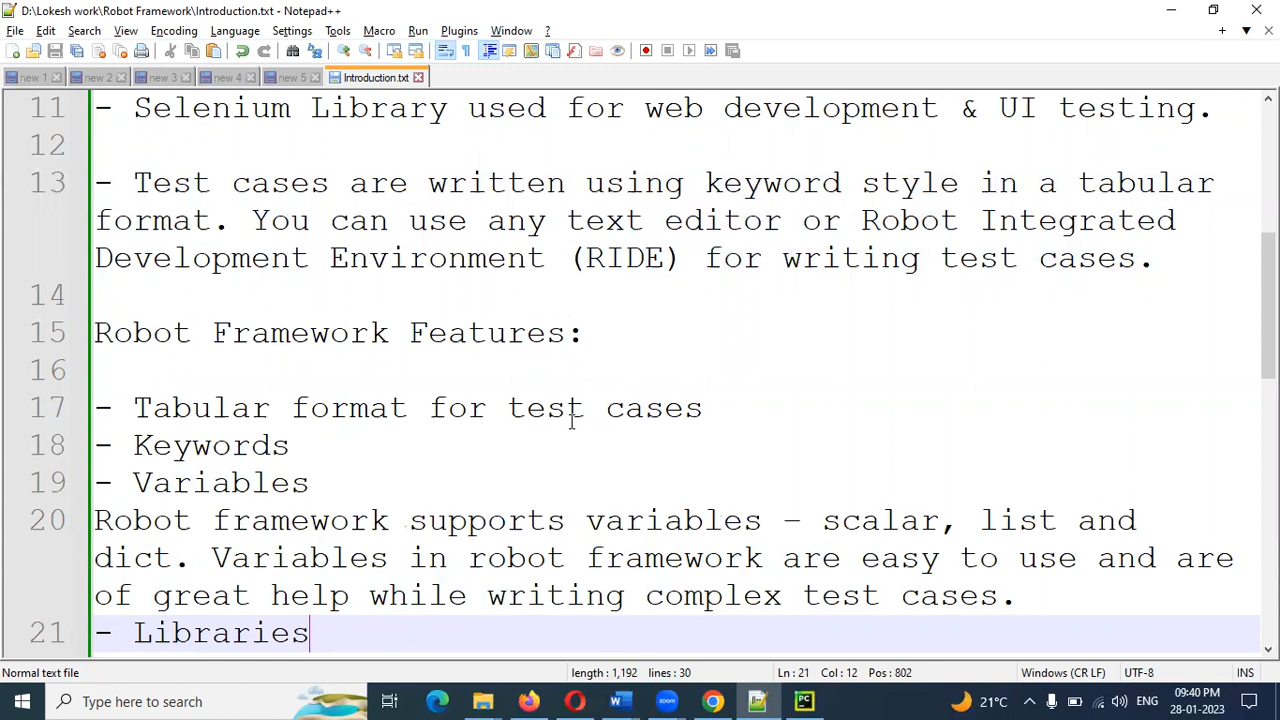 D:\Lokesh work\Robot Framework\Introduction.txt - Notepad++
File Edit Search View Encoding Language Settings Tools Macro Run Plugins Window ?
new 1 new 2 new 3 new 4 new 5 Introduction.txt
11 - Selenium Library used for web development & UI testing.
12
13 - Test cases are written using keyword style in a tabular
format. You can use any text editor or Robot Integrated
Development Environment (RIDE) for writing test cases.
14
15 Robot Framework Features:
16
17 - Tabular format for test cases
18 - Keywords
19 - Variables
20 Robot framework supports variables – scalar, list and
dict. Variables in robot framework are easy to use and are
of great help while writing complex test cases.
21 - Libraries
Normal text file length : 1,192 lines : 30 Ln : 21 Col : 12 Pos : 802 Windows (CR LF) UTF-8 INS
Type here to search zoom PC 21°C ENG 09:40 PM
28-01-2023